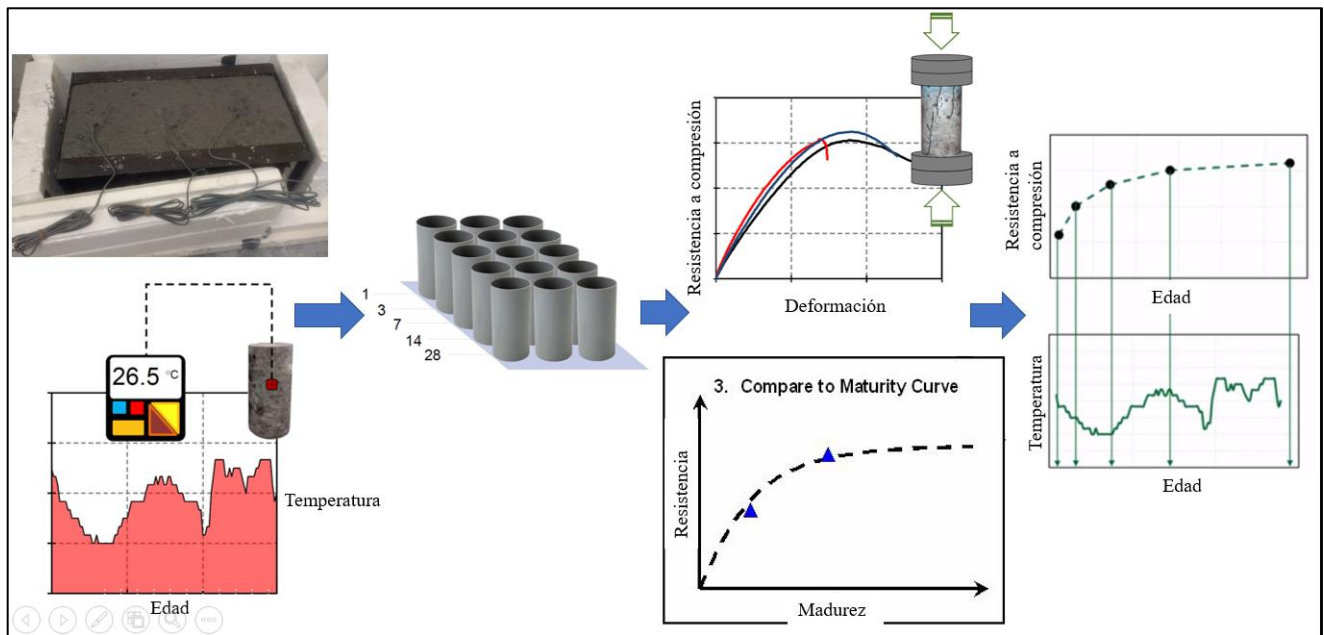 26.5 °C
Temperatura
Edad
1
3
7
14
28
Resistencia a compresión
Deformación
3. Compare to Maturity Curve
Resistencia
Madurez
Resistencia a
compresión
Edad
Temperatura
Edad